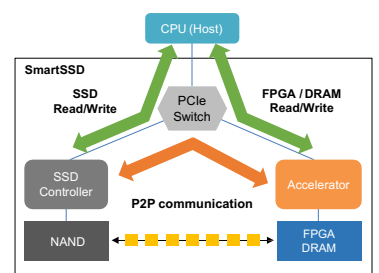 CPU (Host)
SmartSSD
SSD
Read/Write
PCIe
Switch
FPGA / DRAM
Read/Write
SSD
Controller
Accelerator
P2P communication
NAND
FPGA
DRAM